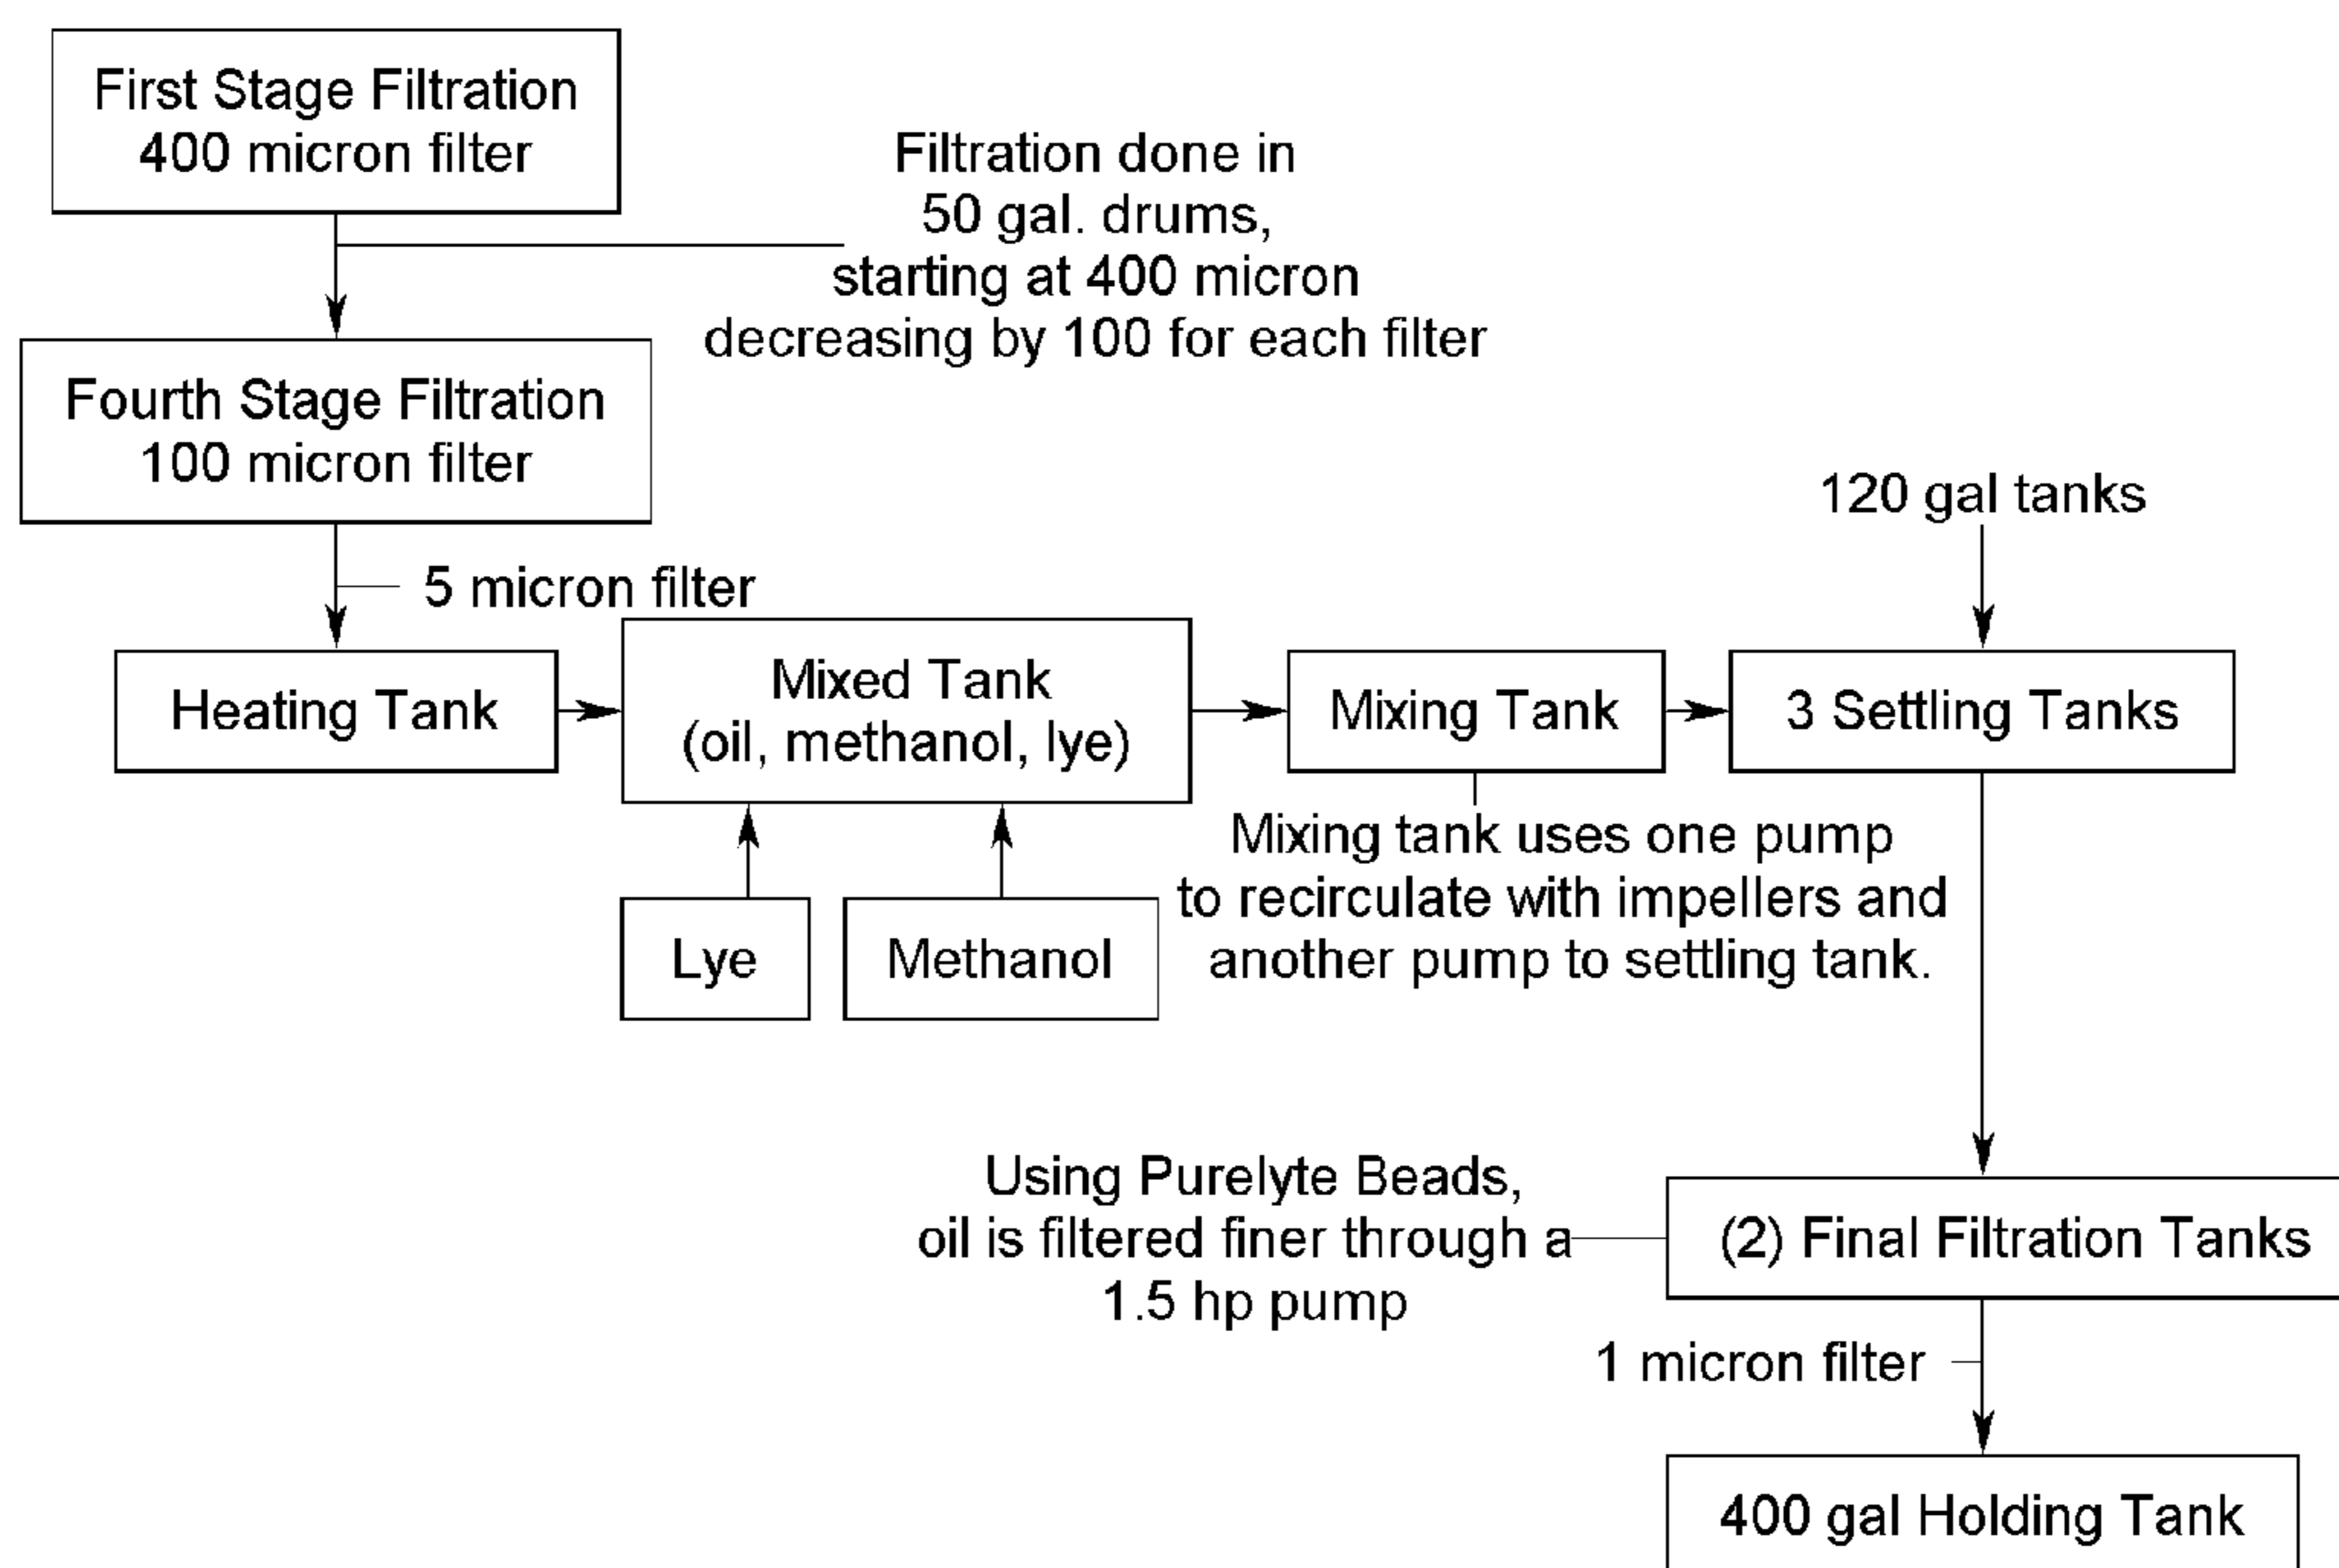 First Stage Filtration
400 micron filter
Filtration done in
50 gal. drums,
starting at 400 micron
decreasing by 100 for each filter
Fourth Stage Filtration
100 micron filter
120 gal tanks
5 micron filter
Heating Tank
Mixed Tank
(oil, methanol, lye)
Mixing Tank
3 Settling Tanks
Lye
Methanol
Mixing tank uses one pump
to recirculate with impellers and
another pump to settling tank.
Using Purelyte Beads,
oil is filtered finer through a
1.5 hp pump
(2) Final Filtration Tanks
1 micron filter
400 gal Holding Tank